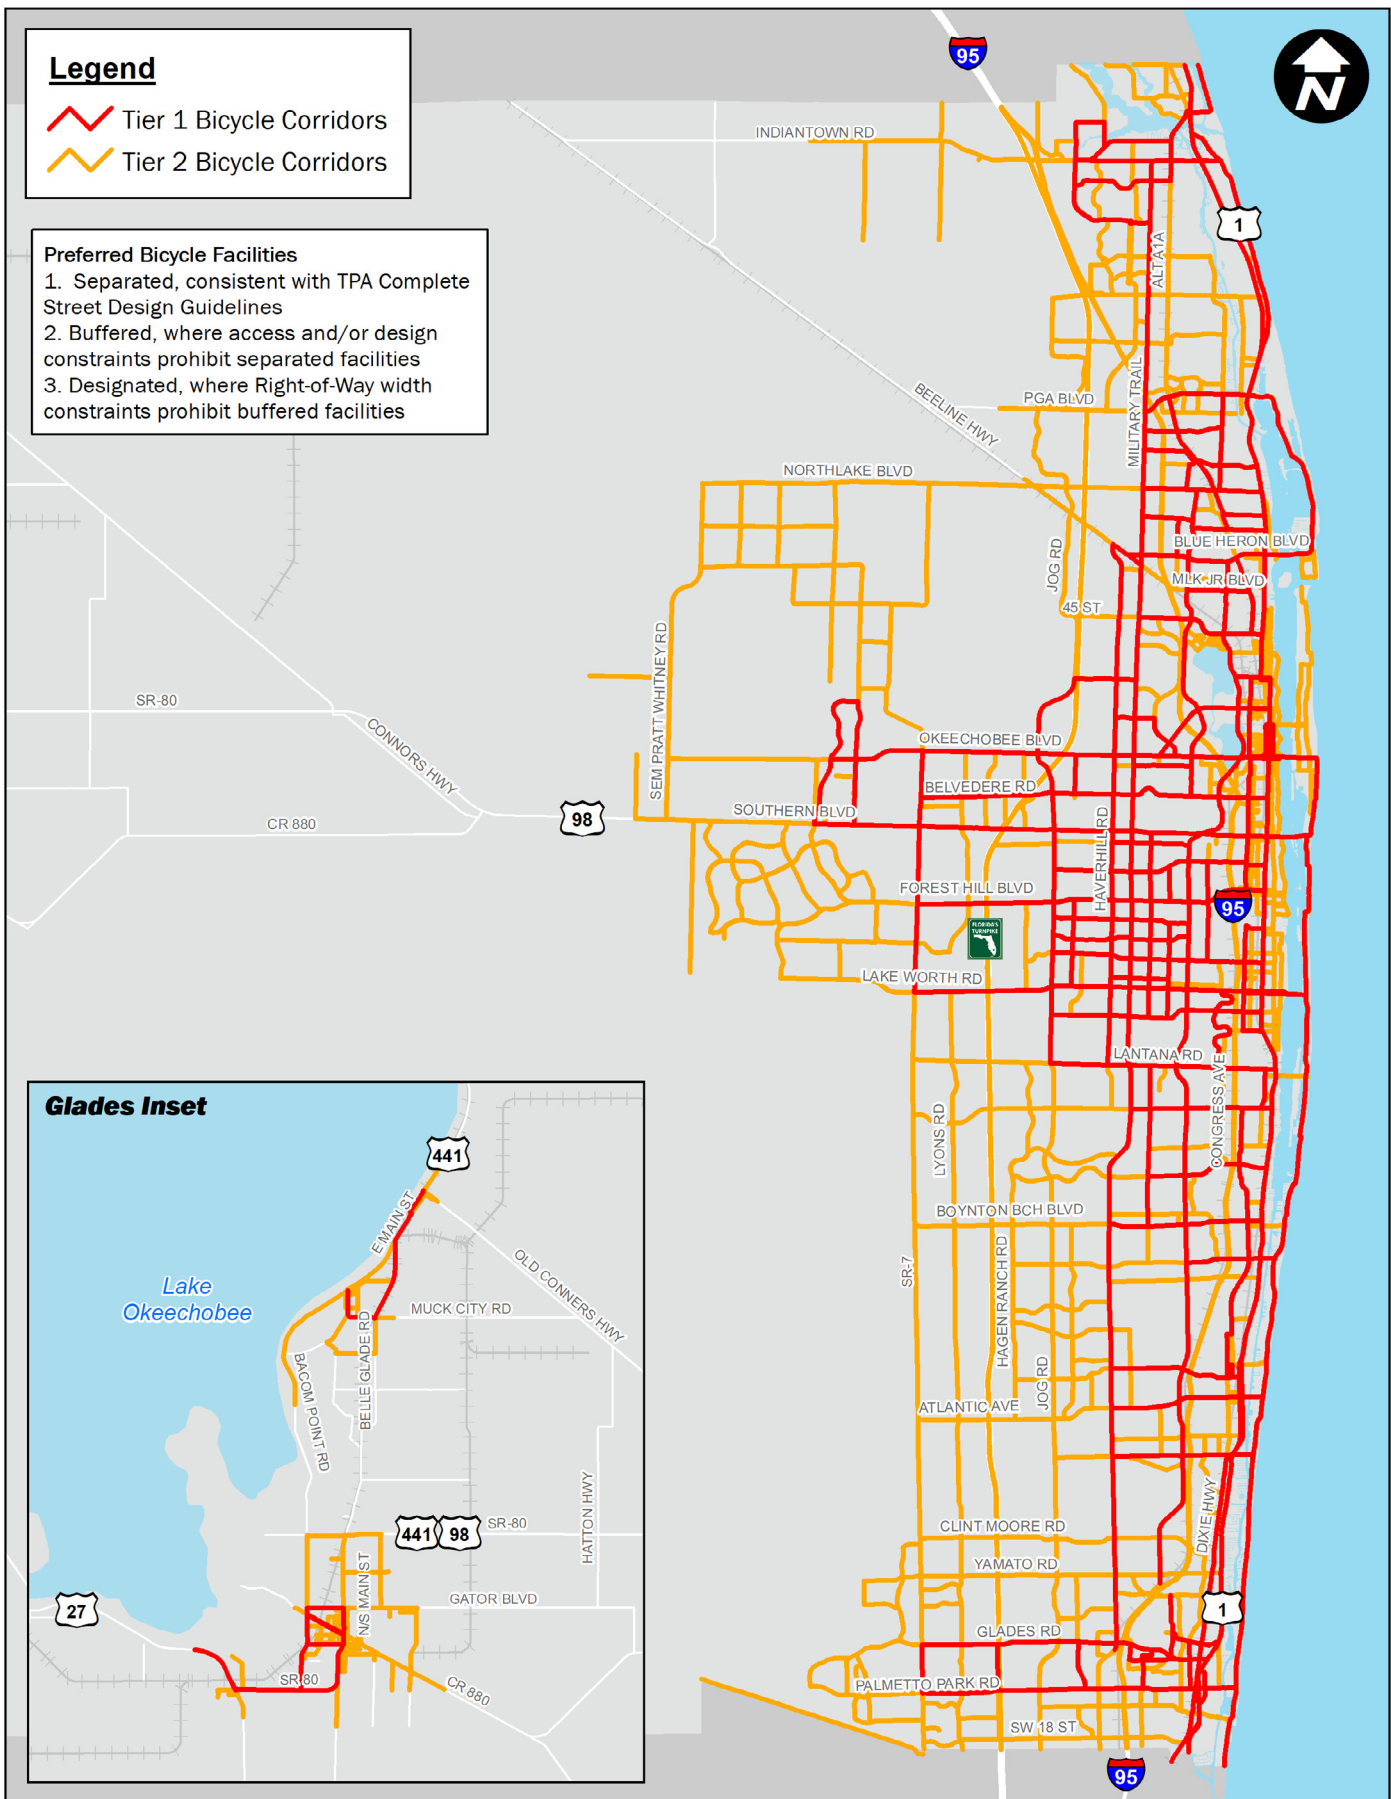 Legend
Tier 1 Bicycle Corridors
Tier 2 Bicycle Corridors
Preferred Bicycle Facilities
1. Separated, consistent with TPA Complete
Street Design Guidelines
2. Buffered, where access and/or design
constraints prohibit separated facilities
3. Designated, where Right-of-Way width
constraints prohibit buffered facilities
95
N
INDIANTOWN RD
1
ALT A1A
MILITARY TRAIL
PGA BLVD
BEELINE HWY
NORTHLAKE BLVD
BLUE HERON BLVD
JOG RD
MLK JR BLVD
45 ST
SEM PRATT WHITNEY RD
SR-80
CONNORS HWY
OKEECHOBEE BLVD
BELVEDERE RD
SOUTHERN BLVD
98
CR 880
HAVERHILL RD
FOREST HILL BLVD
95
FLORIDA'S
TURNPIKE
LAKE WORTH RD
LANTANA RD
CONGRESS AVE
LYONS RD
BOYNTON BCH BLVD
SR-7
HAGEN RANCH RD
JOG RD
ATLANTIC AVE
DIXIE HWY
CLINT MOORE RD
YAMATO RD
1
GLADES RD
PALMETTO PARK RD
SW 18 ST
95
Glades Inset
441
E MAIN ST
OLD CONNERS HWY
Lake
Okeechobee
MUCK CITY RD
BELLE GLADE RD
BACOM POINT RD
HATTON HWY
441
98
SR-80
N/S MAIN ST
GATOR BLVD
27
SR-80
CR 880